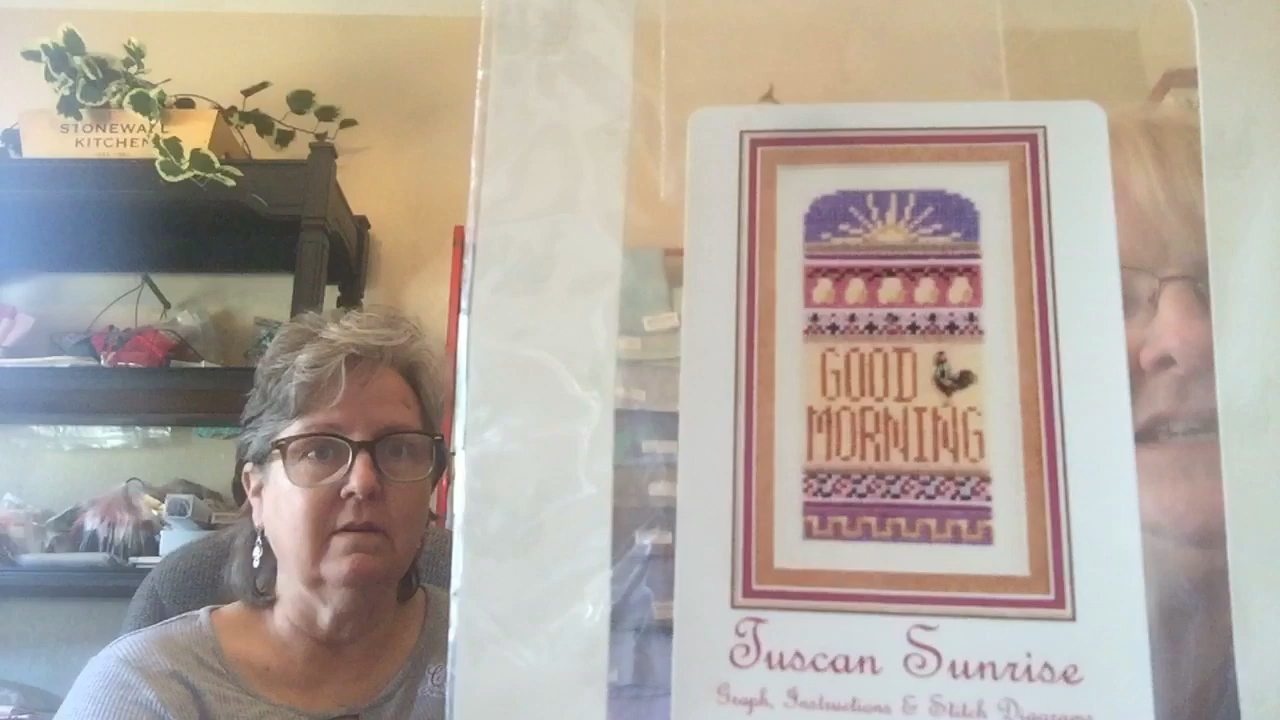 STONEWALL
KITCHEN
GOOD
MORNING
Tuscan Sunrise
Graph, Instructions & Stitch Diagrams